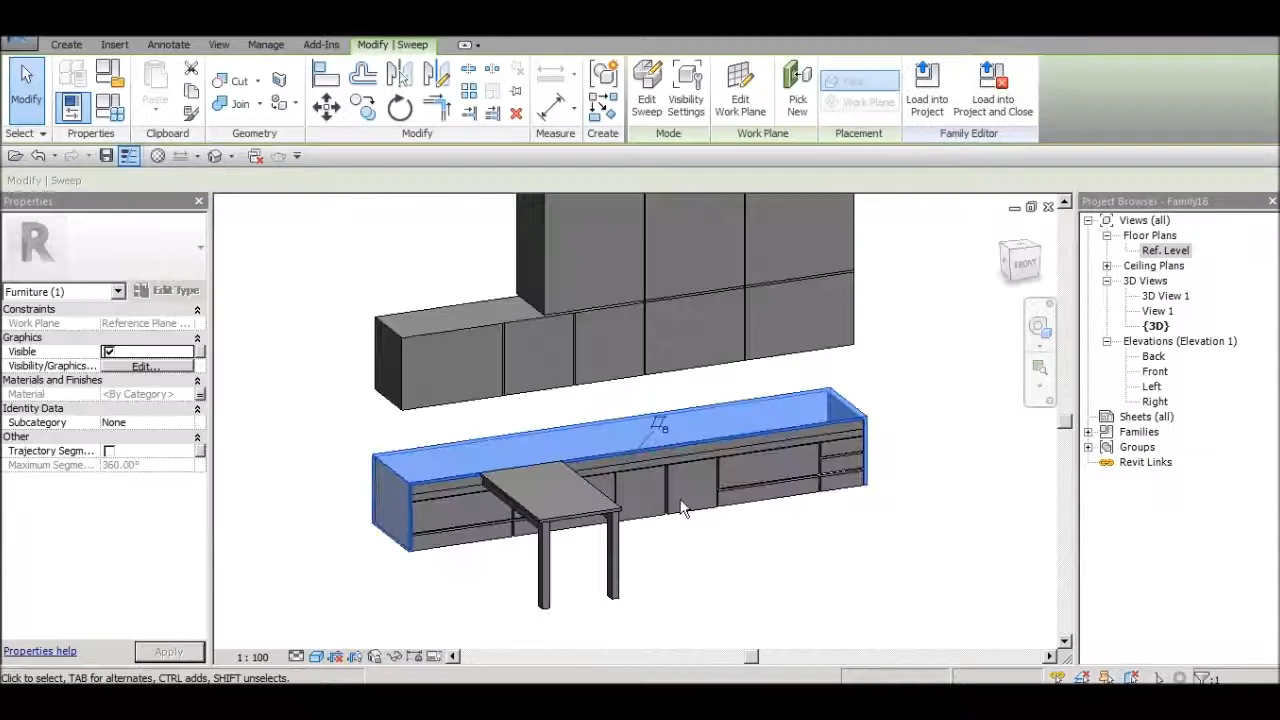 Create Insert Annotate View Manage Add-Ins Modify | Sweep
Modify
Paste
Cut
Join
Edit Sweep
Visibility Settings
Edit Work Plane
Pick New
Face
Work Plane
Load into Project
Load into Project and Close
Select Properties Clipboard Geometry Modify Measure Create Mode Work Plane Placement Family Editor
Modify | Sweep
Properties
R
Furniture (1) Edit Type
Constraints
Work Plane Reference Plane ...
Graphics
Visible
Visibility/Graphics... Edit...
Materials and Finishes
Material <By Category>
Identity Data
Subcategory None
Other
Trajectory Segm...
Maximum Segme... 360.00°
Properties help Apply
FRONT
1 : 100
Project Browser - Family16
Views (all)
Floor Plans
Ref. Level
Ceiling Plans
3D Views
3D View 1
View 1
{3D}
Elevations (Elevation 1)
Back
Front
Left
Right
Sheets (all)
Families
Groups
Revit Links
Click to select, TAB for alternates, CTRL adds, SHIFT unselects.
:1